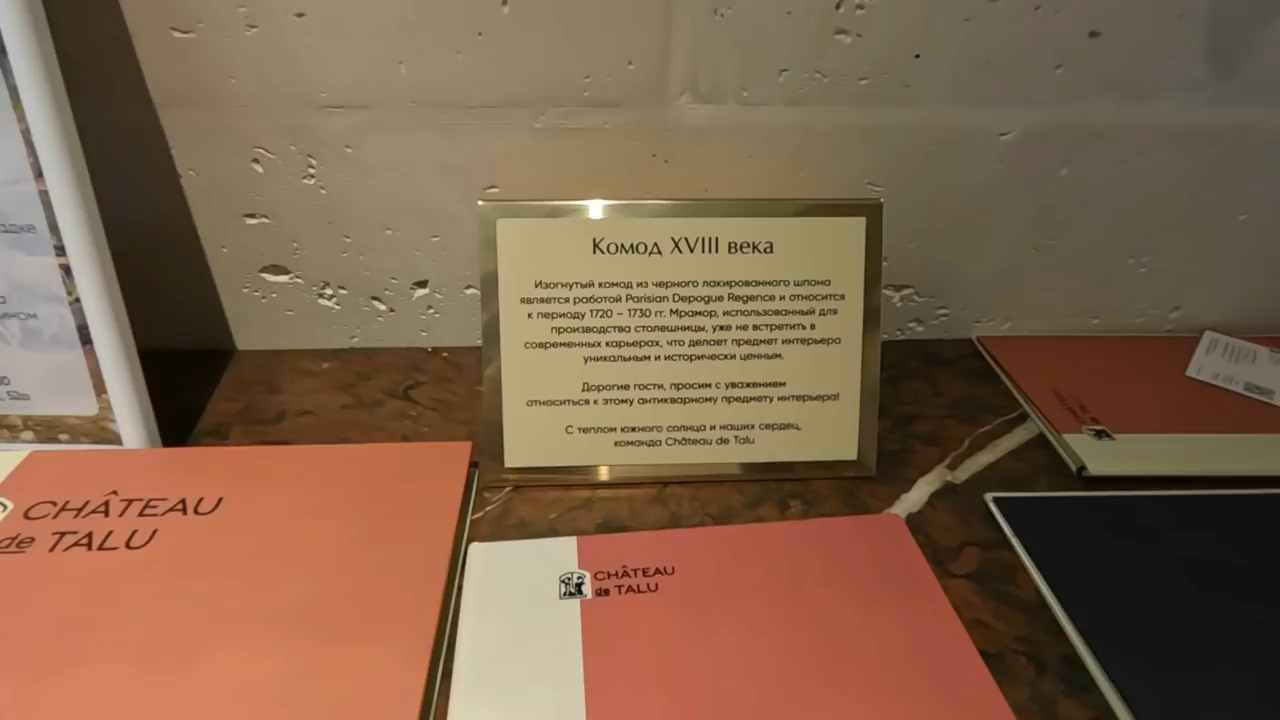 Комод XVIII века
Изогнутый комод из черного лакированного шпона
является работой Parisian Depogue Regence и относится
к периоду 1720 – 1730 гг. Мрамор, использованный для
производства столешницы, уже не встретить в
современных карьерах, что делает предмет интерьера
уникальным и исторически ценным.
Дорогие гости, просим с уважением
относиться к этому антикварному предмету интерьера!
С теплом южного солнца и наших сердец,
команда Château de Talu
CHÂTEAU
de TALU
CHÂTEAU
de TALU